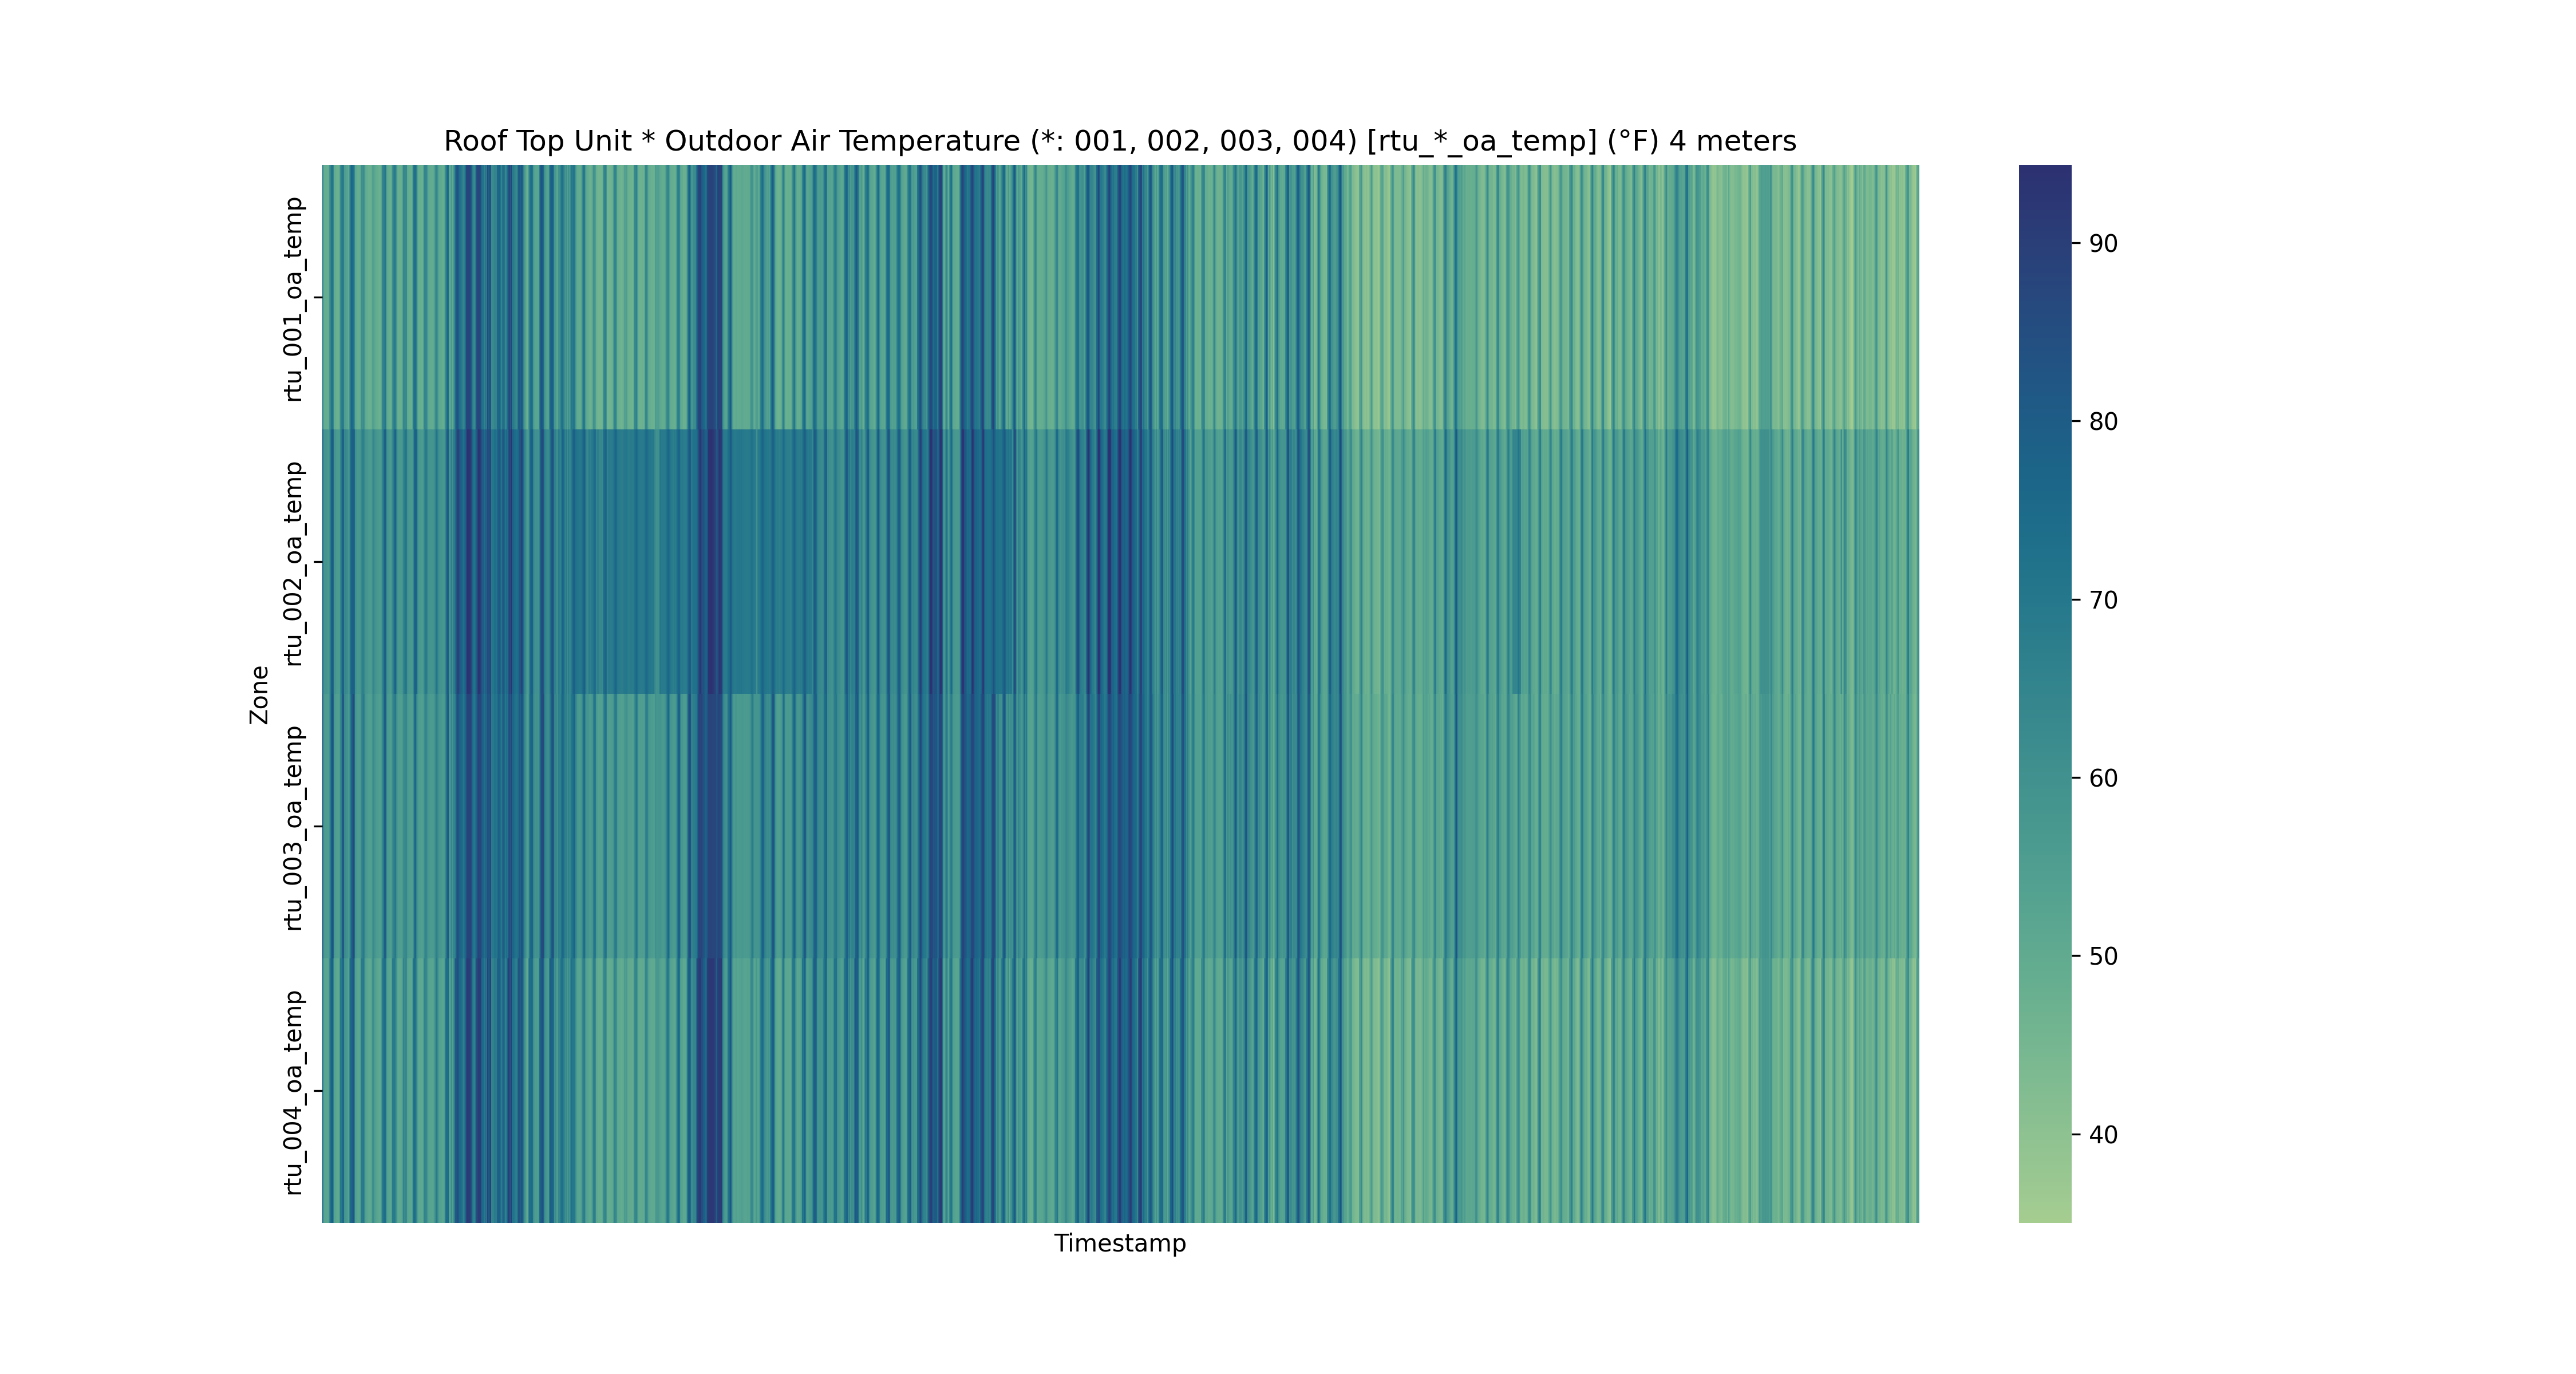 Roof Top Unit * Outdoor Air Temperature (*: 001, 002, 003, 004) [rtu_*_oa_temp] (°F) 4 meters
Zone
rtu_001_oa_temp
rtu_002_oa_temp
rtu_003_oa_temp
rtu_004_oa_temp
Timestamp
90
80
70
60
50
40